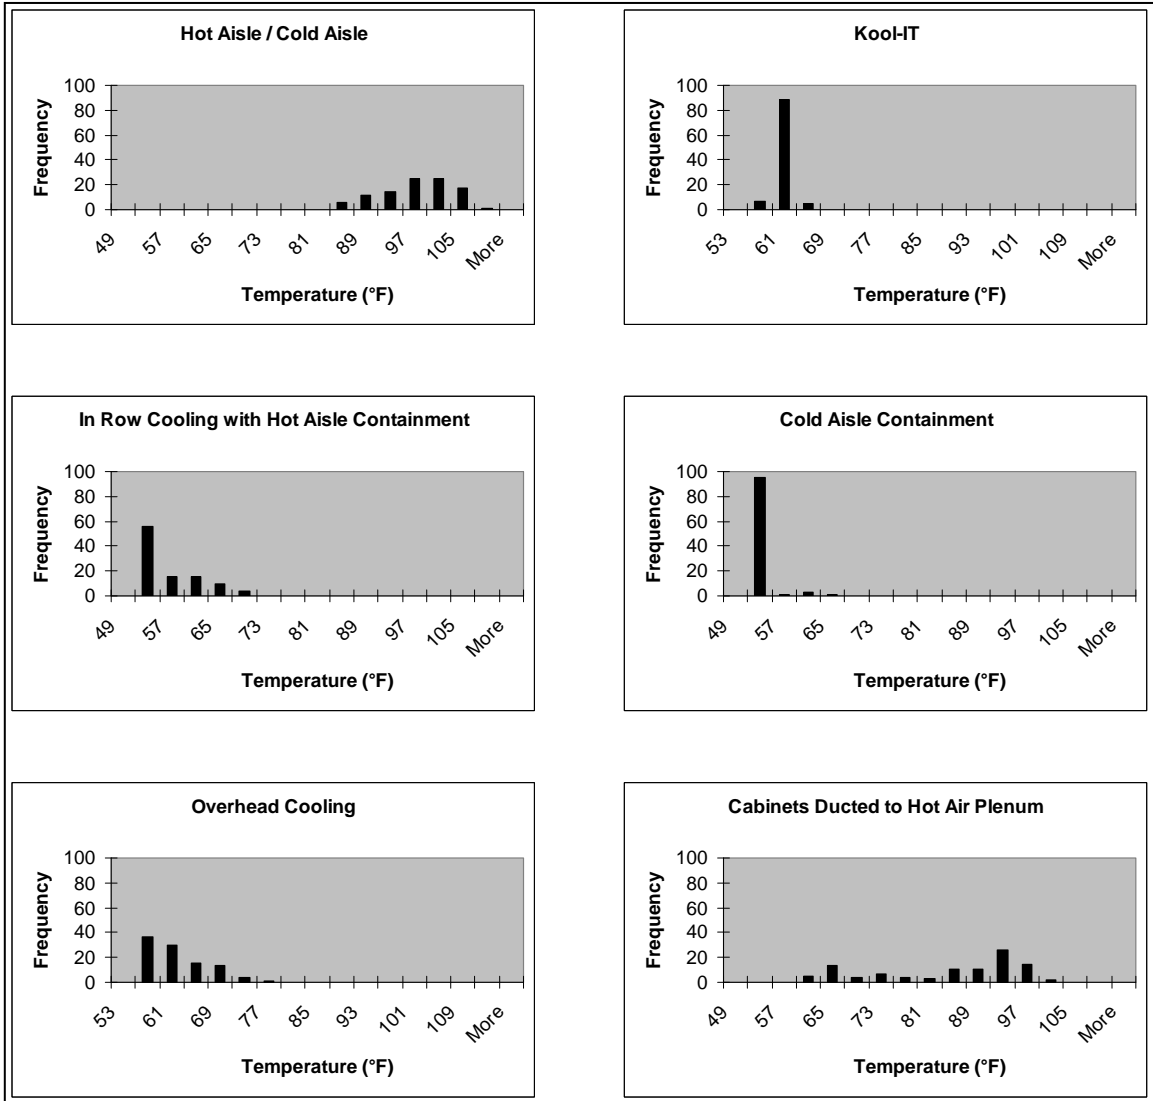 Hot Aisle / Cold Aisle
Frequency
100
80
60
40
20
0
49 57 65 73 81 89 97 105 More
Temperature (°F)
Kool-IT
Frequency
100
80
60
40
20
0
53 61 69 77 85 93 101 109 More
Temperature (°F)
In Row Cooling with Hot Aisle Containment
Frequency
100
80
60
40
20
0
49 57 65 73 81 89 97 105 More
Temperature (°F)
Cold Aisle Containment
Frequency
100
80
60
40
20
0
49 57 65 73 81 89 97 105 More
Temperature (°F)
Overhead Cooling
Frequency
100
80
60
40
20
0
53 61 69 77 85 93 101 109 More
Temperature (°F)
Cabinets Ducted to Hot Air Plenum
Frequency
100
80
60
40
20
0
49 57 65 73 81 89 97 105 More
Temperature (°F)